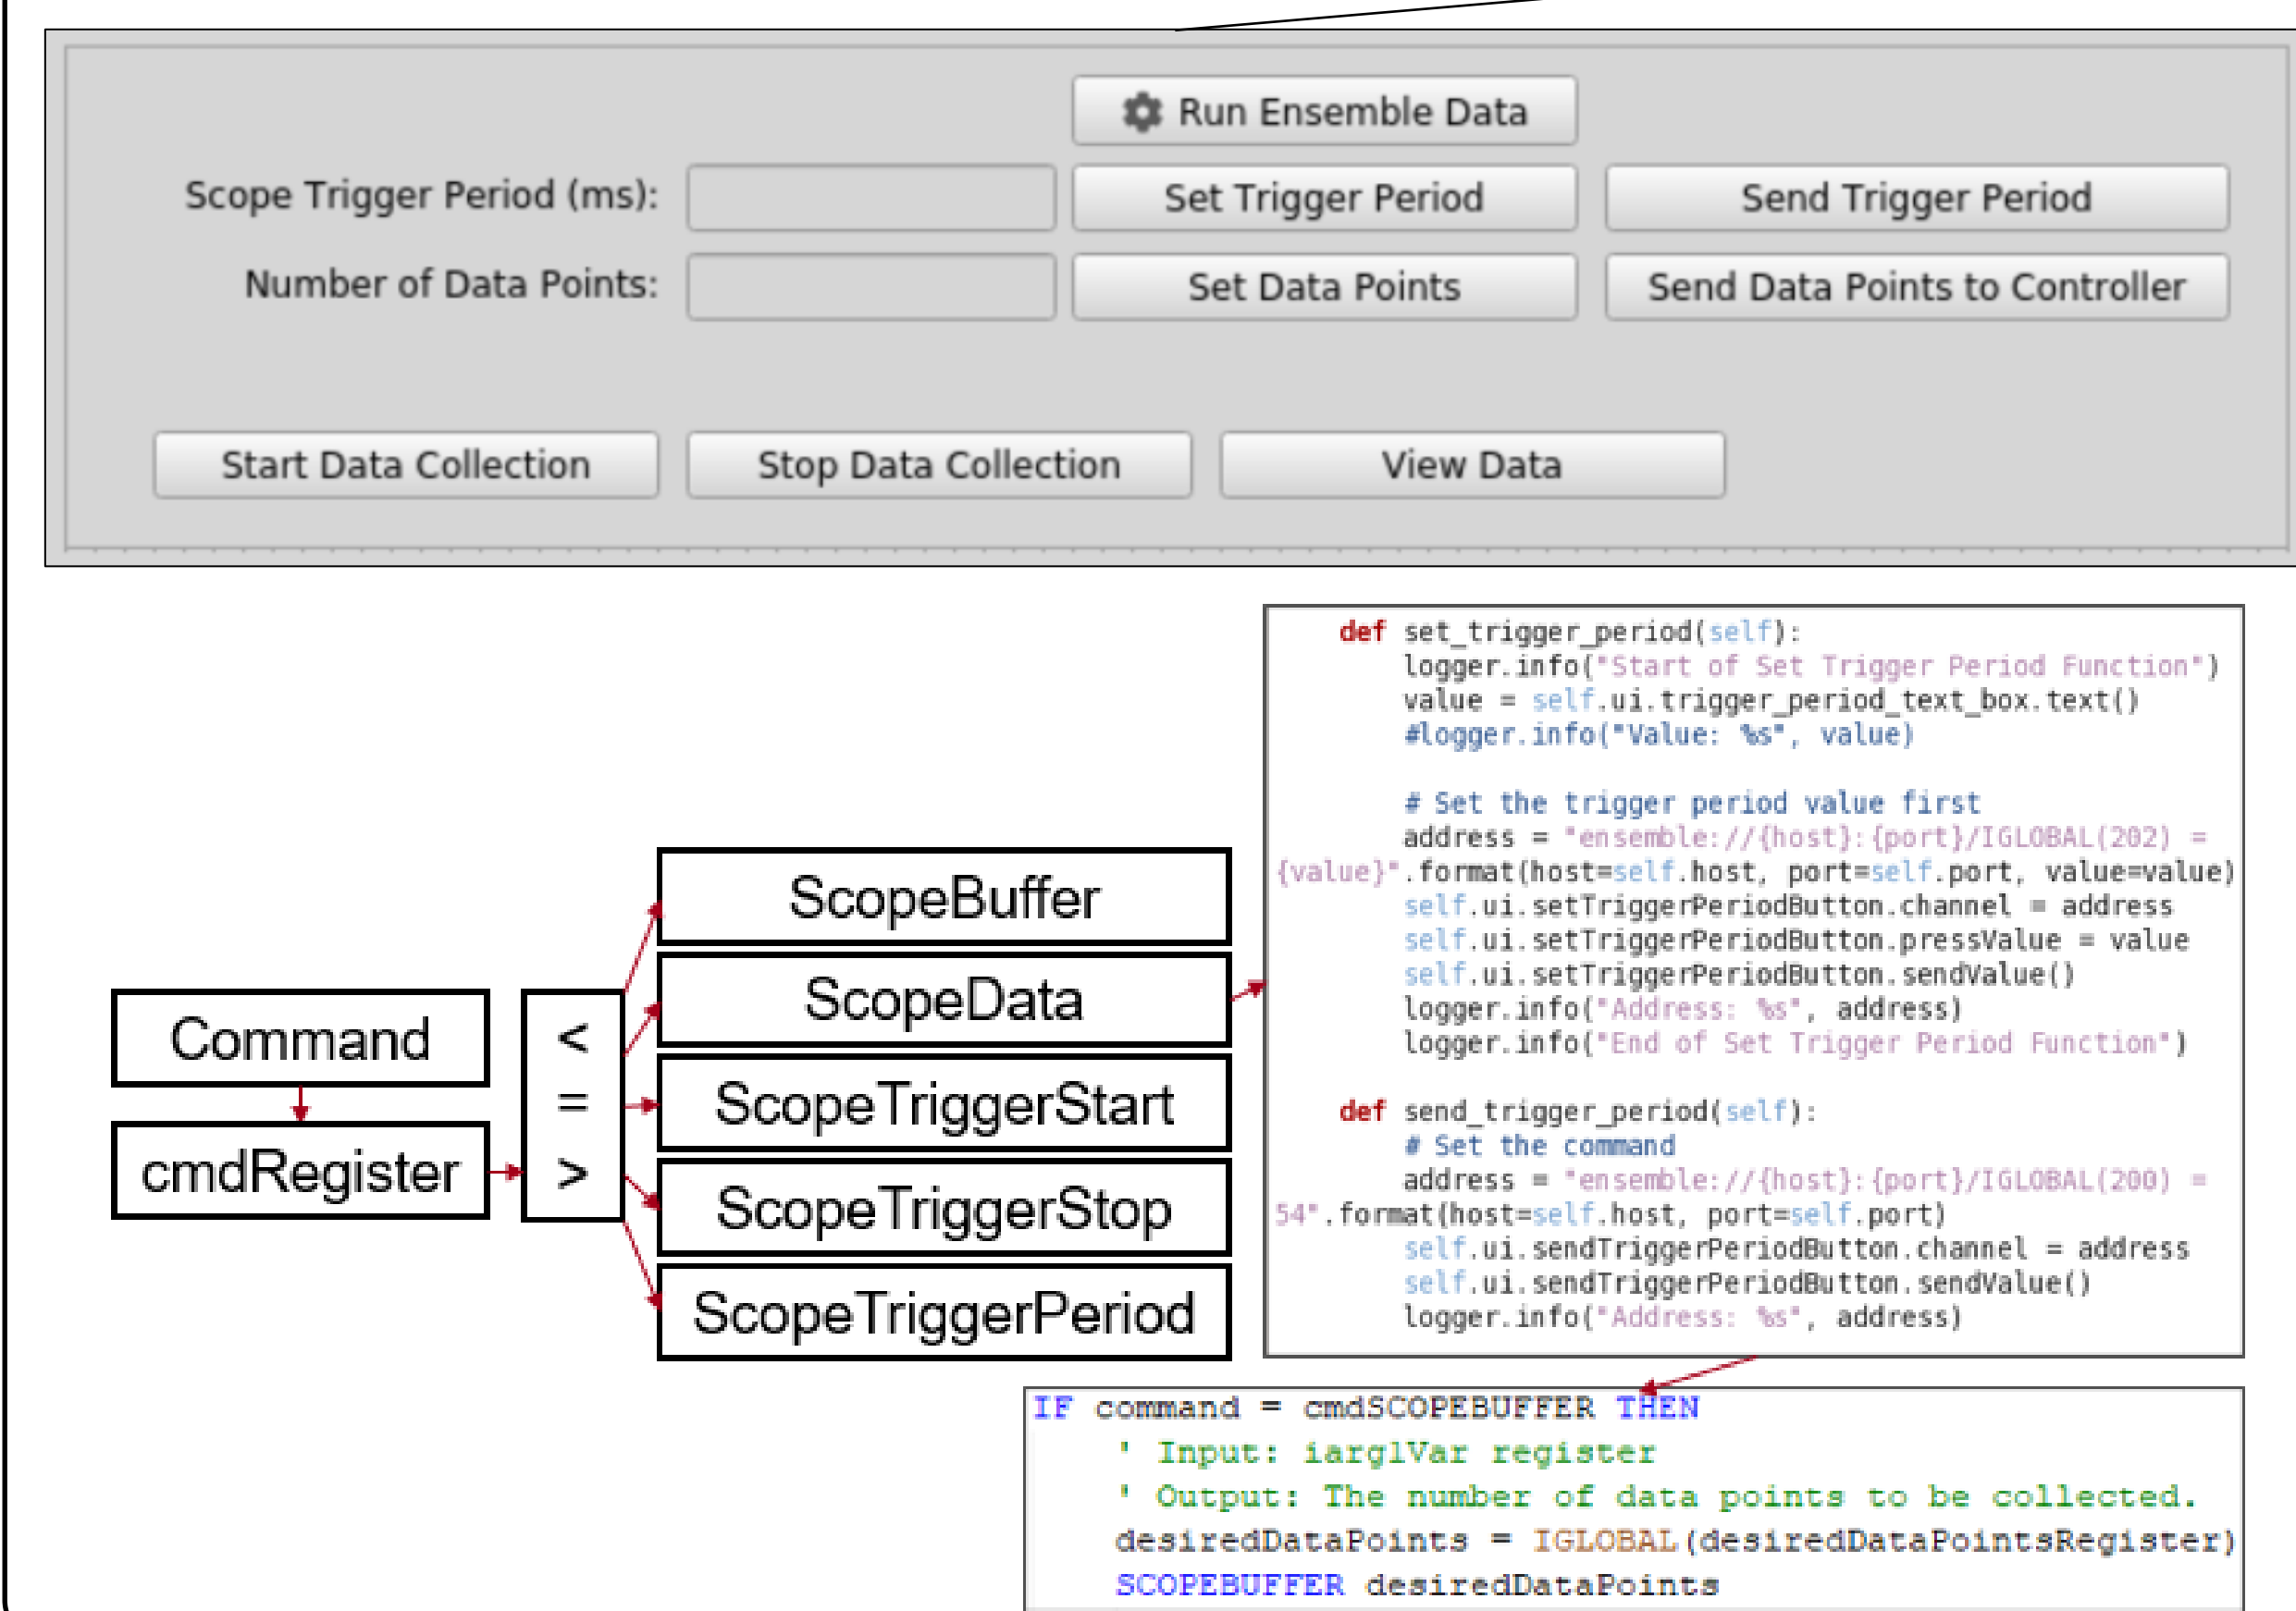 Run Ensemble Data
Scope Trigger Period (ms):
Set Trigger Period
Send Trigger Period
Number of Data Points:
Set Data Points
Send Data Points to Controller
Start Data Collection
Stop Data Collection
View Data
Command
cmdRegister
<
=
>
ScopeBuffer
ScopeData
ScopeTriggerStart
ScopeTriggerStop
ScopeTriggerPeriod
def set_trigger_period(self):
logger.info("Start of Set Trigger Period Function")
value = self.ui.trigger_period_text_box.text()
#logger.info("Value: %s", value)
# Set the trigger period value first
address = "ensemble://{host}:{port}/IGLOBAL(202) =
{value}".format(host=self.host, port=self.port, value=value)
self.ui.setTriggerPeriodButton.channel = address
self.ui.setTriggerPeriodButton.pressValue = value
self.ui.setTriggerPeriodButton.sendValue()
logger.info("Address: %s", address)
logger.info("End of Set Trigger Period Function")
def send_trigger_period(self):
# Set the command
address = "ensemble://{host}:{port}/IGLOBAL(200) =
54".format(host=self.host, port=self.port)
self.ui.sendTriggerPeriodButton.channel = address
self.ui.sendTriggerPeriodButton.sendValue()
logger.info("Address: %s", address)
IF command = cmdSCOPEBUFFER THEN
' Input: iarg1Var register
' Output: The number of data points to be collected.
desiredDataPoints = IGLOBAL(desiredDataPointsRegister)
SCOPEBUFFER desiredDataPoints